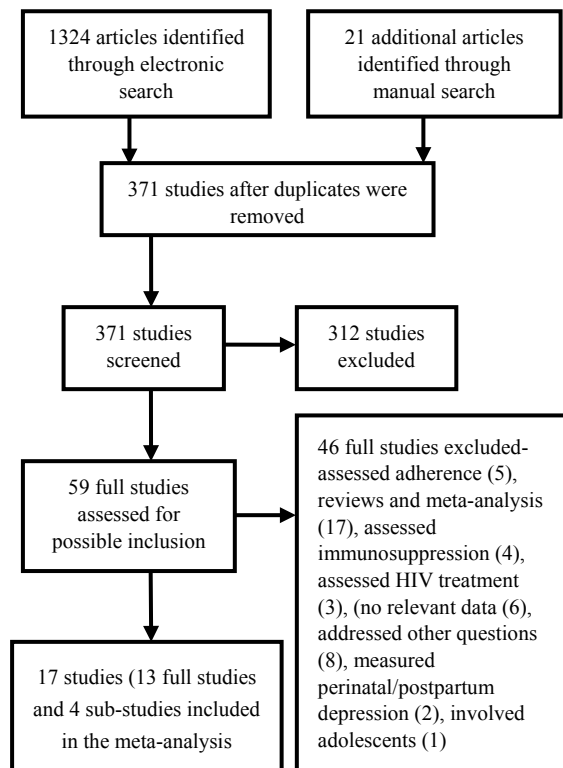 1324 articles identified
through electronic
search
21 additional articles
identified through
manual search
371 studies after duplicates were
removed
371 studies
screened
312 studies
excluded
59 full studies
assessed for
possible inclusion
46 full studies excluded-
assessed adherence (5),
reviews and meta-analysis
(17), assessed
immunosuppression (4),
assessed HIV treatment
(3), (no relevant data (6),
addressed other questions
(8), measured
perinatal/postpartum
depression (2), involved
adolescents (1)
17 studies (13 full studies
and 4 sub-studies included
in the meta-analysis